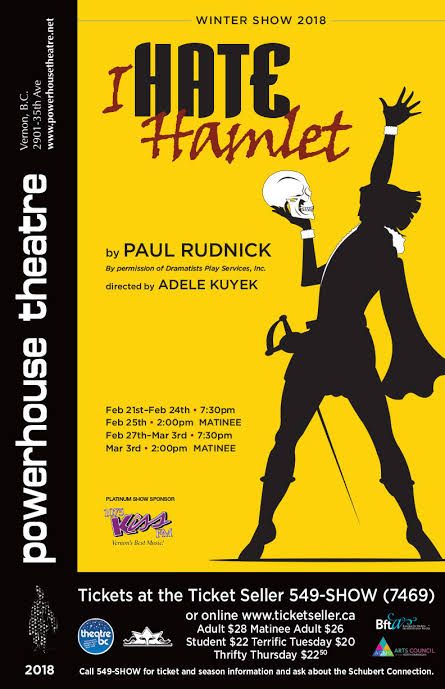 WINTER SHOW 2018
I HATE
Hamlet
by PAUL RUDNICK
By permission of Dramatists Play Services, Inc.
directed by ADELE KUYEK
Feb 21st–Feb 24th • 7:30pm
Feb 25th • 2:00pm MATINEE
Feb 27th–Mar 3rd • 7:30pm
Mar 3rd • 2:00pm MATINEE
PLATINUM SHOW SPONSOR
107.5
Kiss
FM
Vernon's Best Music!
powerhouse theatre
Vernon, B.C.
2901-35th Ave
www.powerhousetheatre.net
2018
Tickets at the Ticket Seller 549-SHOW (7469)
or online www.ticketseller.ca
Adult $28 Matinee Adult $26
Student $22 Terrific Tuesday $20
Thrifty Thursday $22⁵⁰
Call 549-SHOW for ticket and season information and ask about the Schubert Connection.
theatre
bc
ARTS COUNCIL